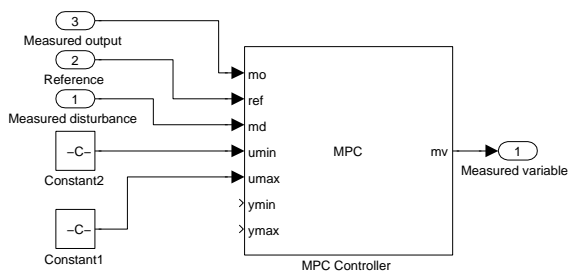 3
Measured output
2
Reference
1
Measured disturbance
–C–
Constant2
–C–
Constant1
mo
ref
md
umin
umax
ymin
ymax
MPC
mv
MPC Controller
1
Measured variable